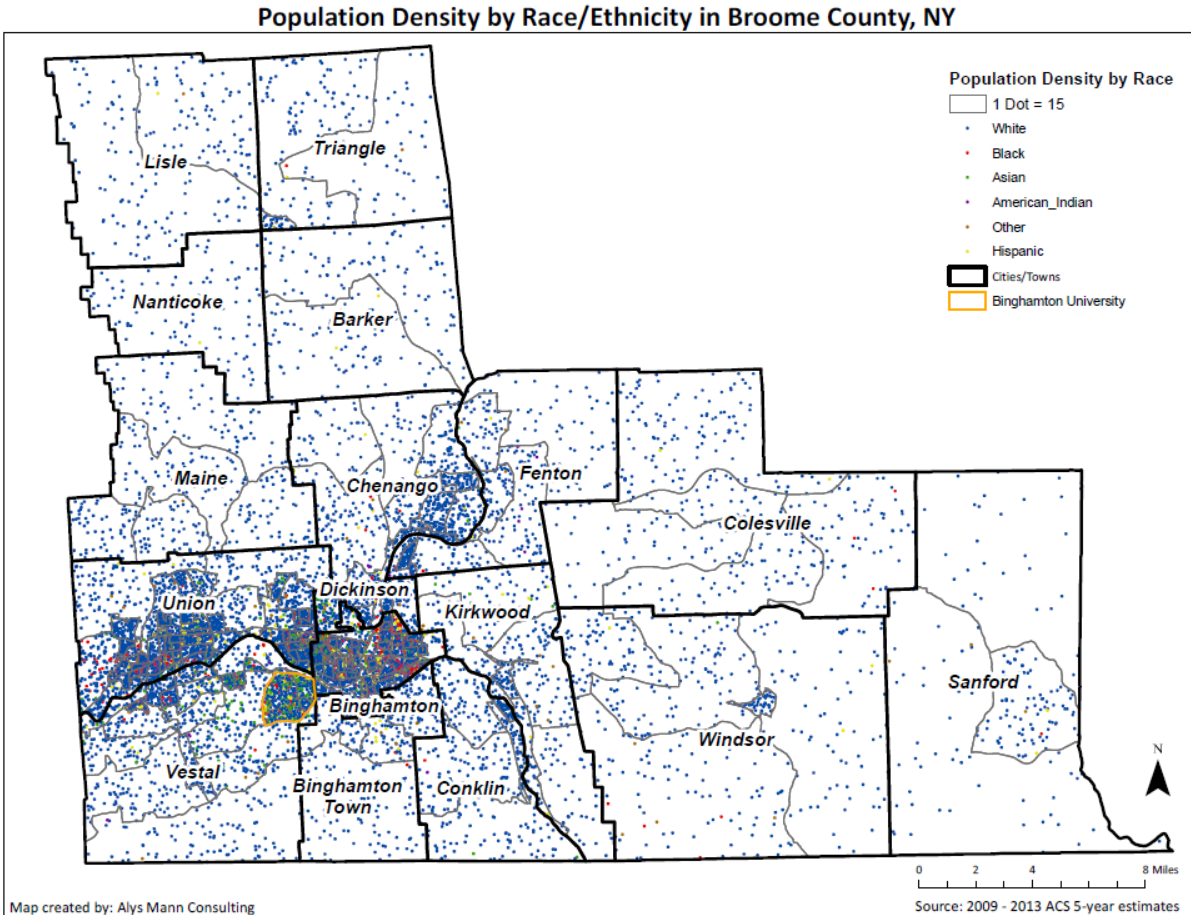 Population Density by Race/Ethnicity in Broome County, NY
Population Density by Race
1 Dot = 15
White
Black
Asian
American_Indian
Other
Hispanic
Cities/Towns
Binghamton University
Lisle
Triangle
Nanticoke
Barker
Maine
Chenango
Fenton
Colesville
Union
Dickinson
Kirkwood
Sanford
Binghamton
Windsor
Vestal
Binghamton
Town
Conklin
N
0 2 4 8 Miles
Map created by: Alys Mann Consulting
Source: 2009 - 2013 ACS 5-year estimates